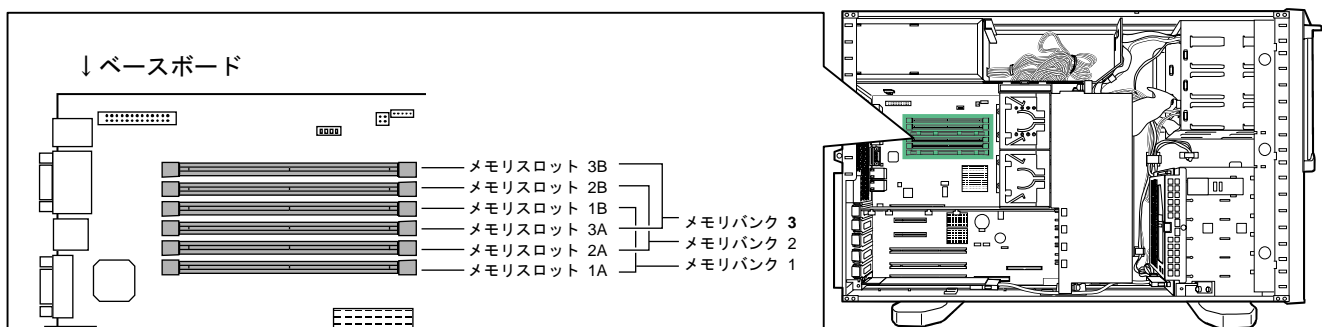 ↓ベースボード
メモリスロット 3B
メモリスロット 2B
メモリスロット 1B
メモリスロット 3A
メモリスロット 2A
メモリスロット 1A
メモリバンク 3
メモリバンク 2
メモリバンク 1